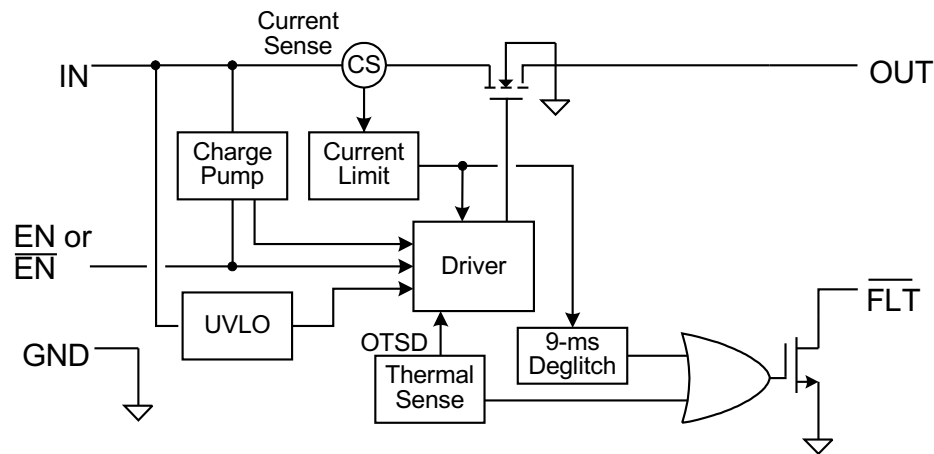 Current
Sense
IN
CS
OUT
Charge
Pump
Current
Limit
EN or
EN
Driver
UVLO
FLT
GND
OTSD
9-ms
Deglitch
Thermal
Sense